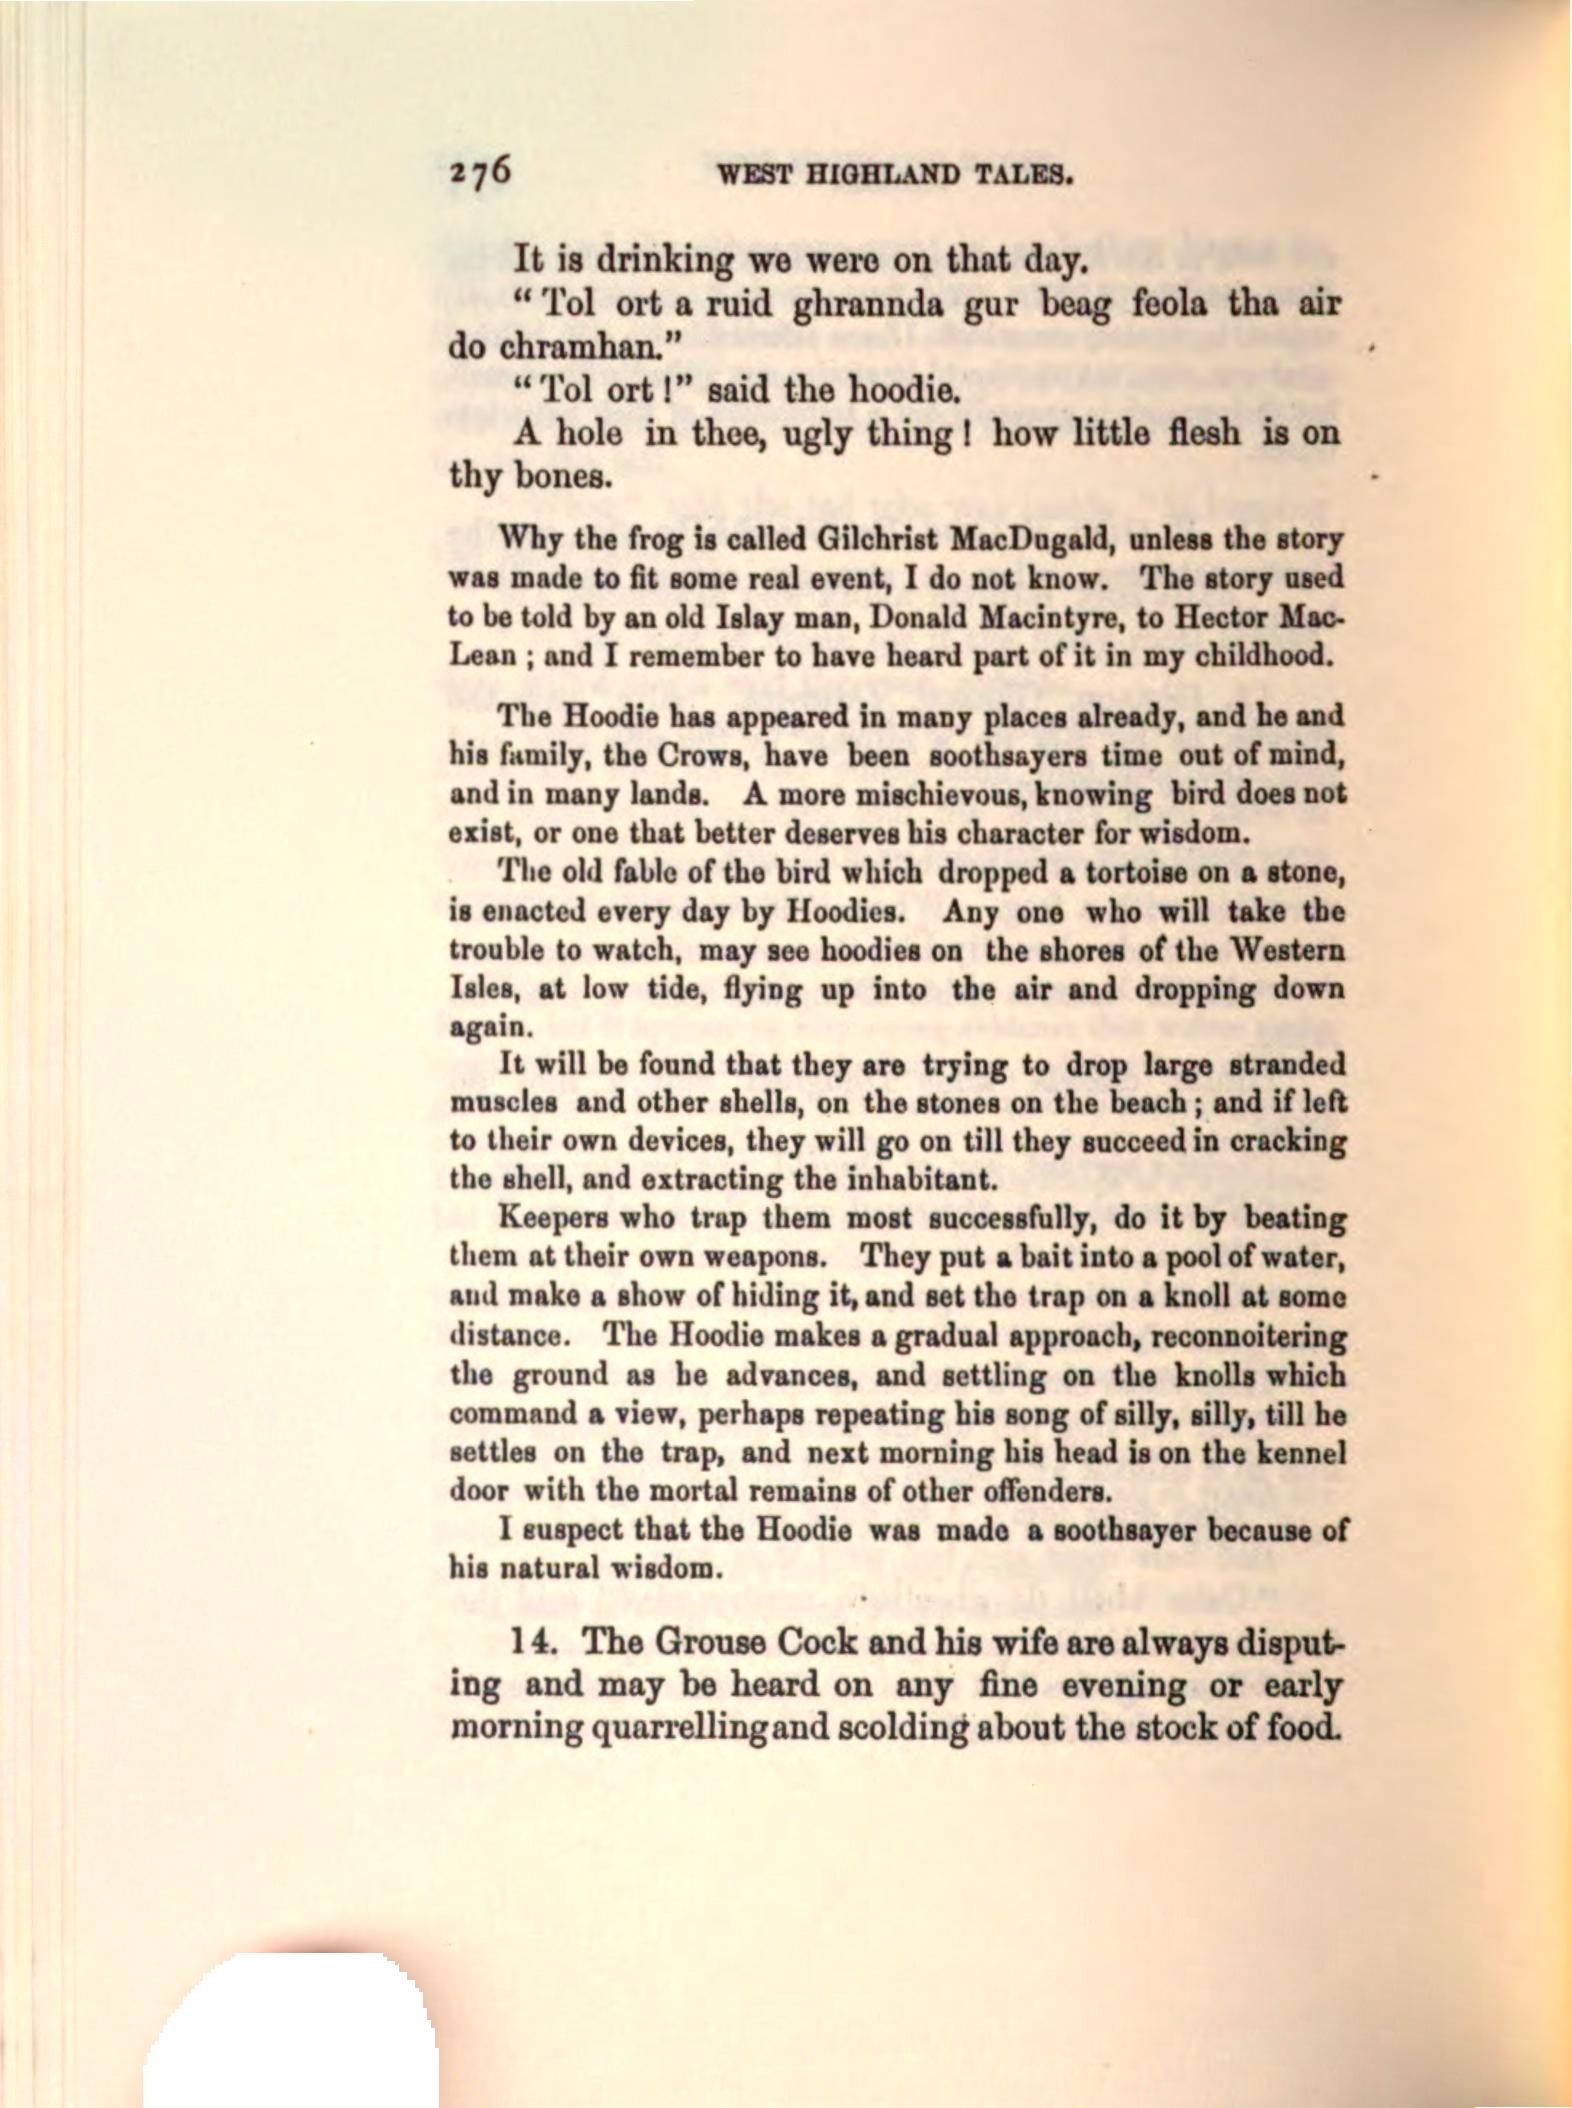 276 WEST HIGHLAND TALES.
It is drinking we were on that day.
“Tol ort a ruid ghrannda gur beag feola tha air
do chramhan.”
“Tol ort!” said the hoodie.
A hole in thee, ugly thing! how little flesh is on
thy bones.
Why the frog is called Gilchrist MacDugald, unless the story
was made to fit some real event, I do not know. The story used
to be told by an old Islay man, Donald Macintyre, to Hector Mac-
Lean; and I remember to have heard part of it in my childhood.
The Hoodie has appeared in many places already, and he and
his family, the Crows, have been soothsayers time out of mind,
and in many lands. A more mischievous, knowing bird does not
exist, or one that better deserves his character for wisdom.
The old fable of the bird which dropped a tortoise on a stone,
is enacted every day by Hoodies. Any one who will take the
trouble to watch, may see hoodies on the shores of the Western
Isles, at low tide, flying up into the air and dropping down
again.
It will be found that they are trying to drop large stranded
muscles and other shells, on the stones on the beach; and if left
to their own devices, they will go on till they succeed in cracking
the shell, and extracting the inhabitant.
Keepers who trap them most successfully, do it by beating
them at their own weapons. They put a bait into a pool of water,
and make a show of hiding it, and set the trap on a knoll at some
distance. The Hoodie makes a gradual approach, reconnoitering
the ground as he advances, and settling on the knolls which
command a view, perhaps repeating his song of silly, silly, till he
settles on the trap, and next morning his head is on the kennel
door with the mortal remains of other offenders.
I suspect that the Hoodie was made a soothsayer because of
his natural wisdom.
14. The Grouse Cock and his wife are always disput-
ing and may be heard on any fine evening or early
morning quarrelling and scolding about the stock of food.